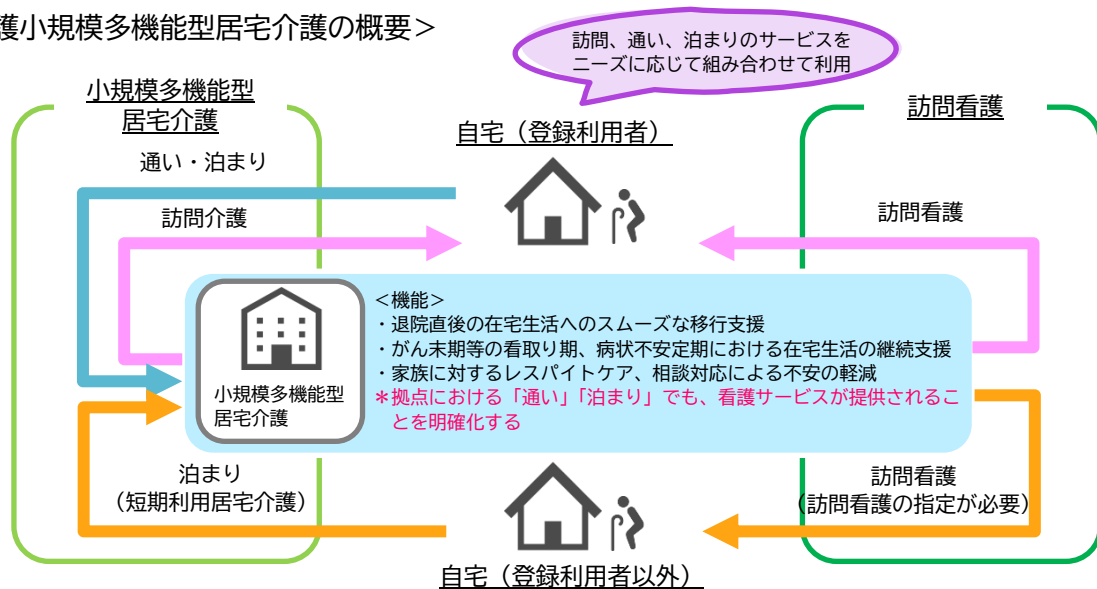 護小規模多機能型居宅介護の概要＞
訪問、通い、泊まりのサービスを
ニーズに応じて組み合わせて利用
小規模多機能型
居宅介護
訪問看護
自宅（登録利用者）
通い・泊まり
訪問介護
訪問看護
＜機能＞
・退院直後の在宅生活へのスムーズな移行支援
・がん末期等の看取り期、病状不安定期における在宅生活の継続支援
・家族に対するレスパイトケア、相談対応による不安の軽減
＊拠点における「通い」「泊まり」でも、看護サービスが提供されるこ
とを明確化する
小規模多機能型
居宅介護
泊まり
（短期利用居宅介護）
訪問看護
（訪問看護の指定が必要）
自宅（登録利用者以外）